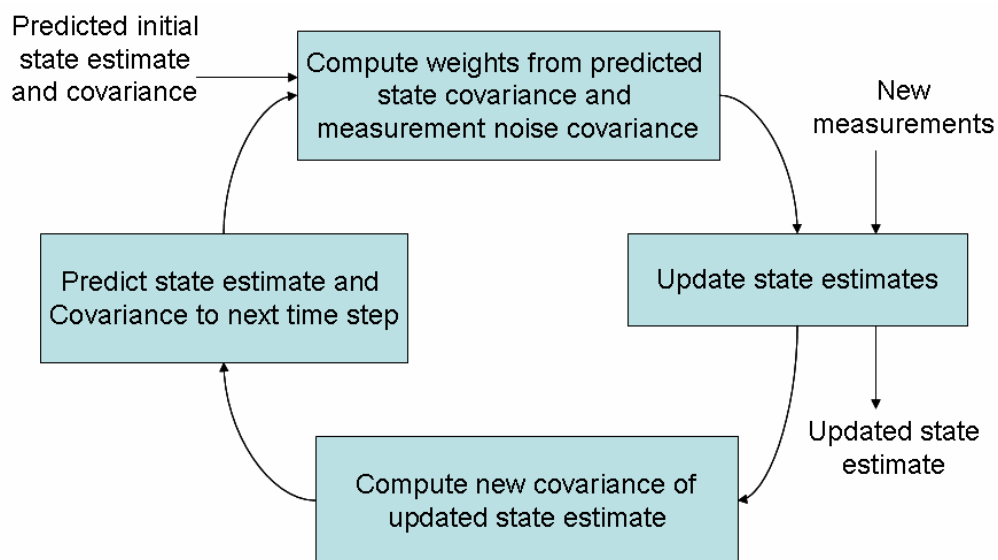 Predicted initial
state estimate
and covariance
Compute weights from predicted
state covariance and
measurement noise covariance
New
measurements
Predict state estimate and
Covariance to next time step
Update state estimates
Updated state
estimate
Compute new covariance of
updated state estimate